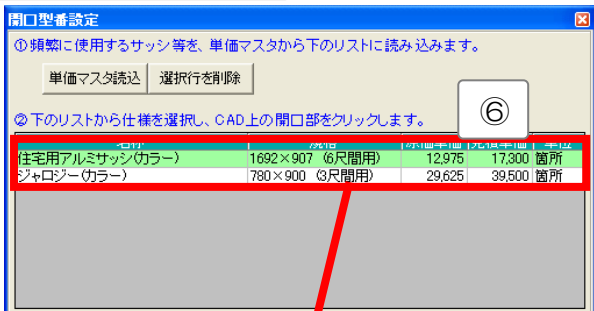 開口型番設定
①頻繁に使用するサッシ等を、単価マスタから下のリストに読み込みます。
単価マスタ読込 選択行を削除
②下のリストから仕様を選択し、CAD上の開口部をクリックします。
⑥
名称 規格 原価単価 見積単価 単位
住宅用アルミサッシ(カラー) 1692×907 (6尺間用) 12,975 17,300 箇所
ジャロジー(カラー) 780×900 (3尺間用) 29,625 39,500 箇所